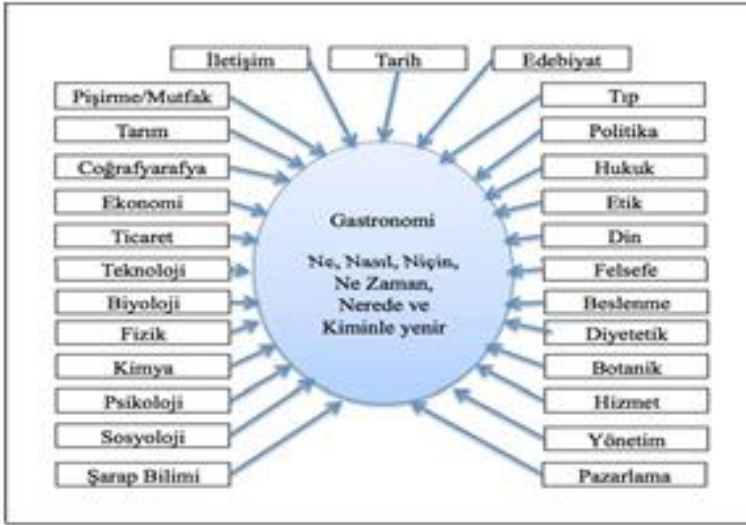 İletişim
Tarih
Edebiyat
Pişirme/Mutfak
Tarım
Coğrafyarafya
Ekonomi
Ticaret
Teknoloji
Biyoloji
Fizik
Kimya
Psikoloji
Sosyoloji
Şarap Bilimi
Gastronomi
Ne, Nasıl, Niçin,
Ne Zaman,
Nerede ve
Kiminle yenir
Tıp
Politika
Hukuk
Etik
Din
Felsefe
Beslenme
Diyetetik
Botanik
Hizmet
Yönetim
Pazarlama